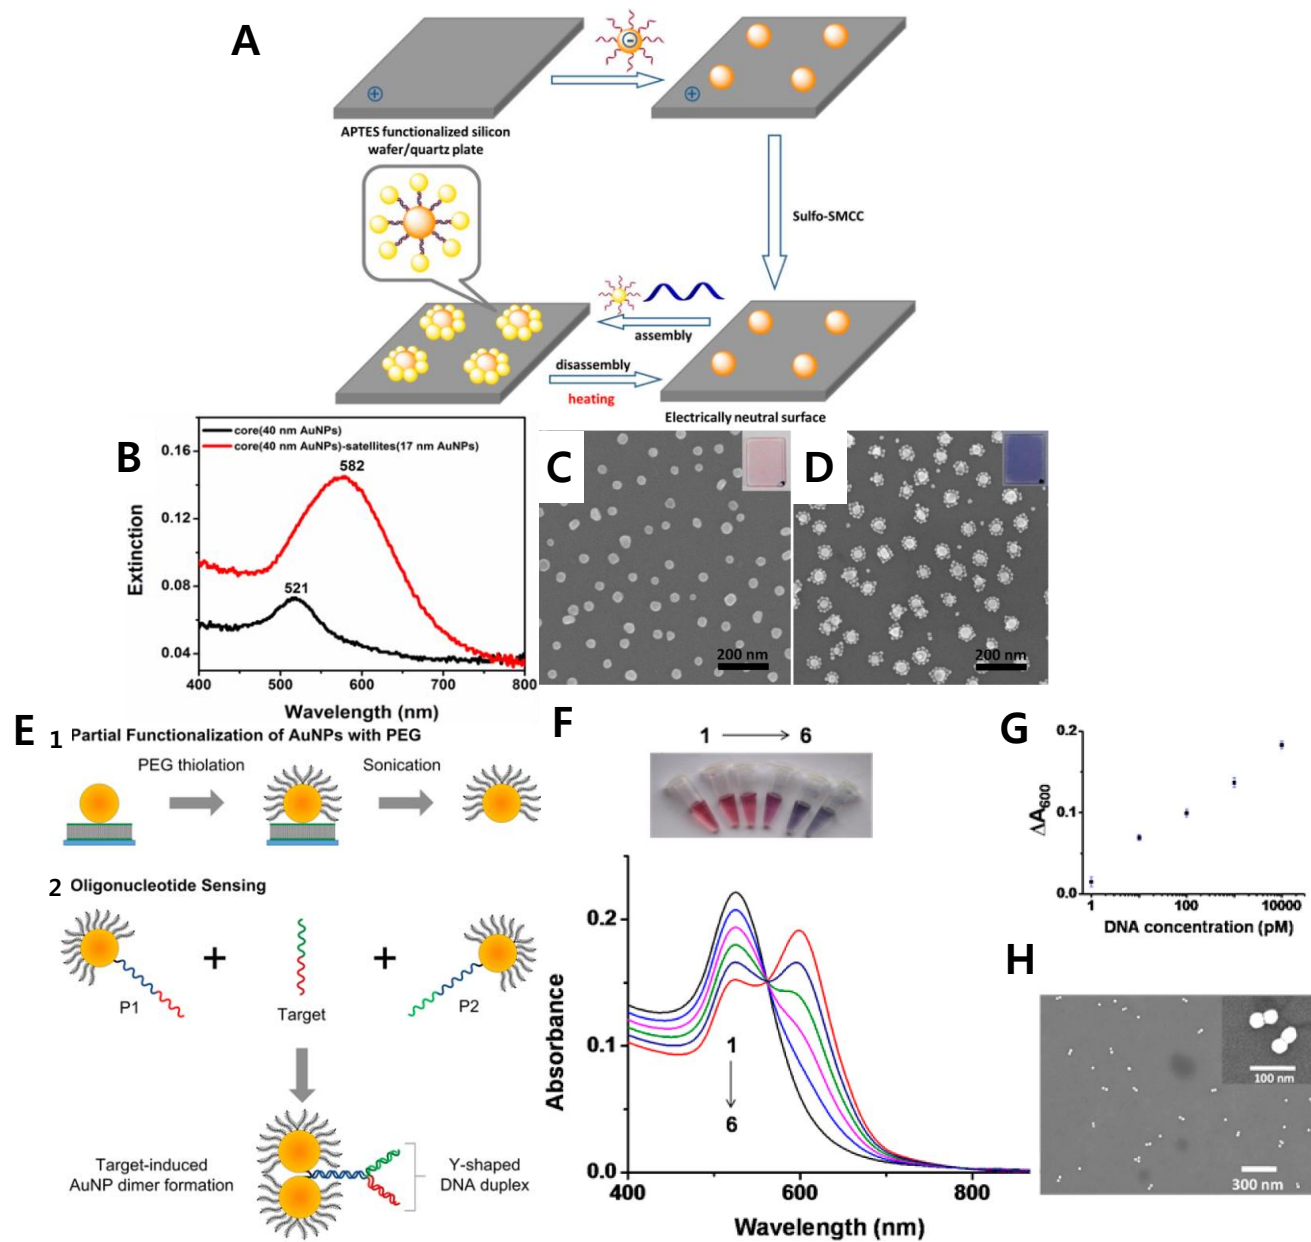 A
⊕
⊖
⊕
APTES functionalized silicon
wafer/quartz plate
Sulfo-SMCC
assembly
disassembly
heating
Electrically neutral surface
B
core(40 nm AuNPs)
core(40 nm AuNPs)-satellites(17 nm AuNPs)
582
521
0.16
0.12
0.08
0.04
Extinction
400 500 600 700 800
Wavelength (nm)
C
200 nm
D
200 nm
E
1 Partial Functionalization of AuNPs with PEG
PEG thiolation
Sonication
2 Oligonucleotide Sensing
+
+
P1
Target
P2
Target-induced
AuNP dimer formation
Y-shaped
DNA duplex
F
1 6
0.2
0.1
0.0
Absorbance
1
6
400 600 800
Wavelength (nm)
G
0.2
0.1
0.0
ΔA600
1 100 10000
DNA concentration (pM)
H
100 nm
300 nm